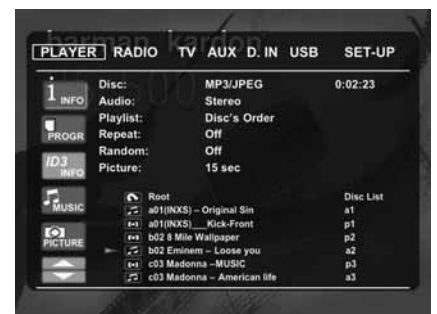 harman kardon
PLAYER RADIO TV AUX D. IN USB SET-UP
Disc: MP3/JPEG 0:02:23
Audio: Stereo
Playlist: Disc's Order
Repeat: Off
Random: Off
Picture: 15 sec
i INFO
PROGR
ID3 INFO
MUSIC
PICTURE
Root Disc List
a01(INXS) – Original Sin a1
a01(INXS)___Kick-Front p1
b02 8 Mile Wallpaper p2
b02 Eminem – Loose you a2
c03 Madonna –MUSIC p3
c03 Madonna – American life a3